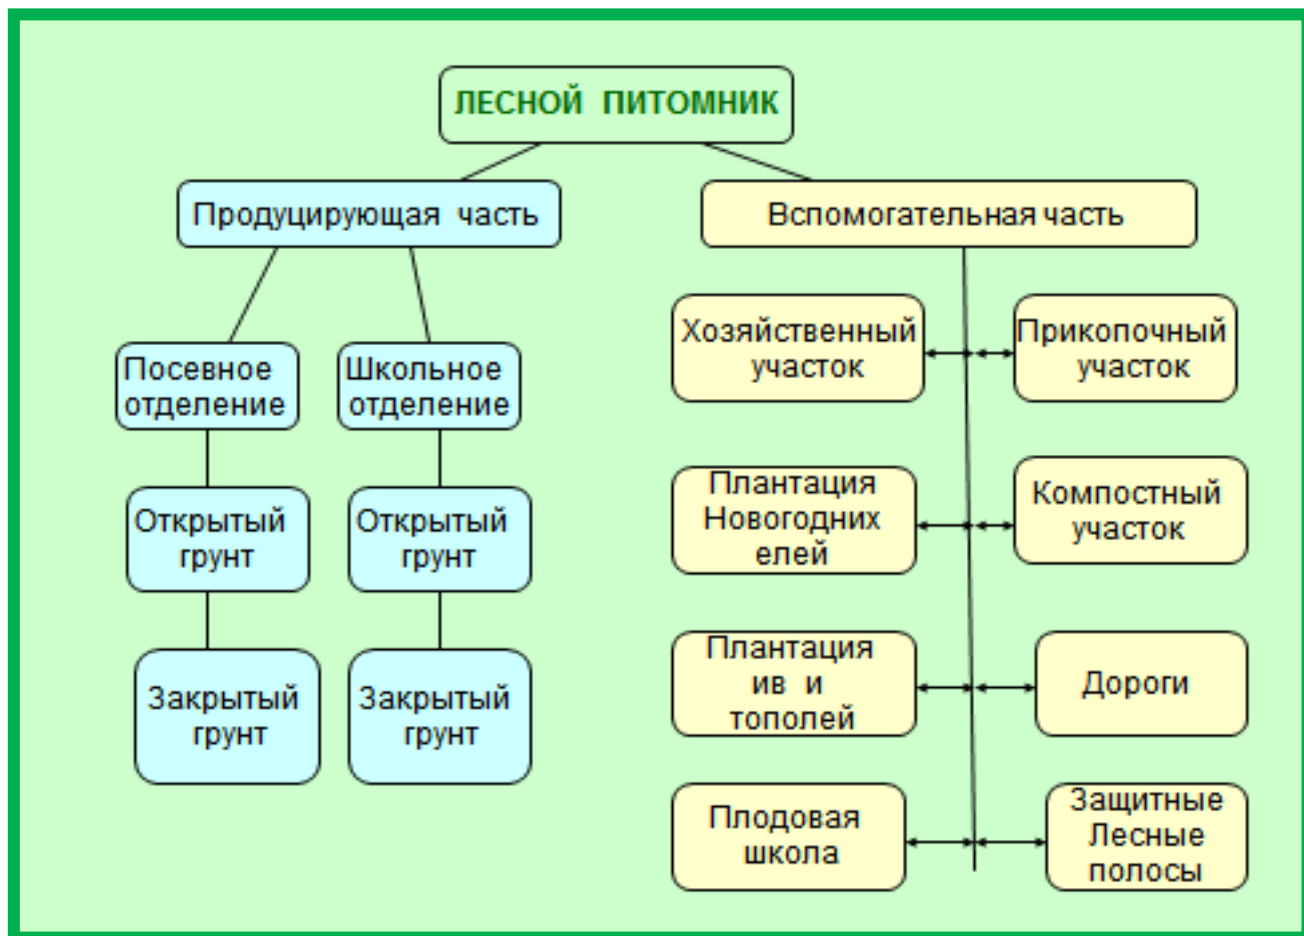 ЛЕСНОЙ ПИТОМНИК
Продуцирующая часть
Вспомогательная часть
Посевное
отделение
Школьное
отделение
Открытый
грунт
Открытый
грунт
Закрытый
грунт
Закрытый
грунт
Хозяйственный
участок
Прикопочный
участок
Плантация
Новогодних
елей
Компостный
участок
Плантация
ив и
тополей
Дороги
Плодовая
школа
Защитные
Лесные
полосы